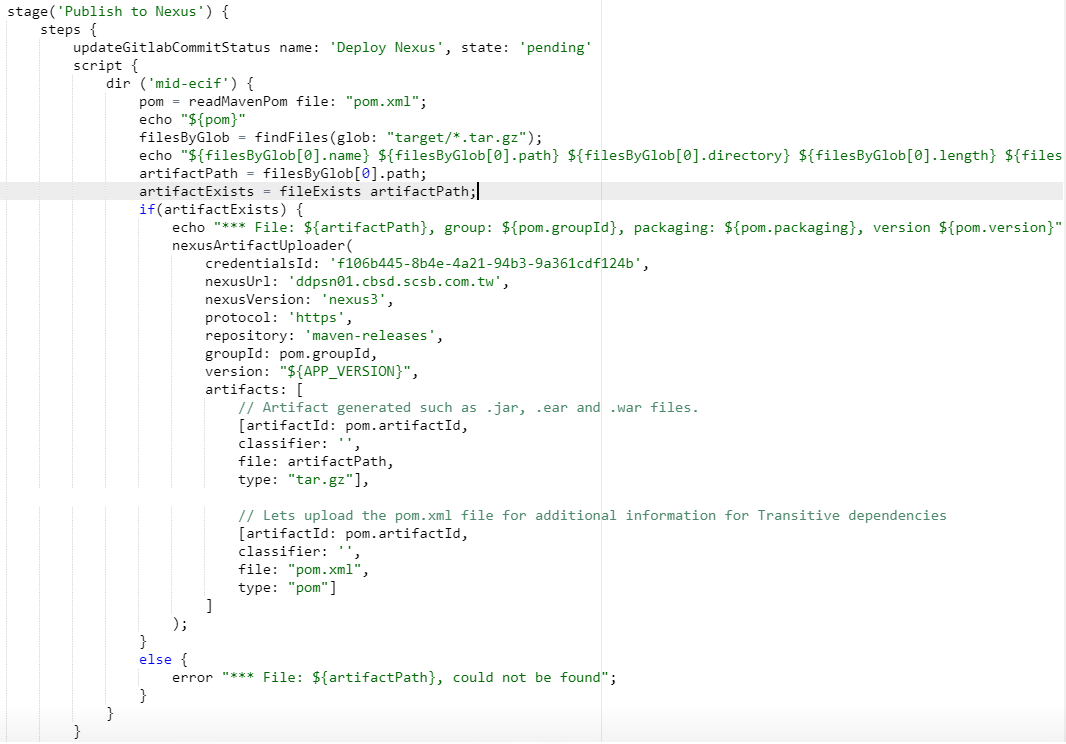 stage('Publish to Nexus') {
steps {
updateGitlabCommitStatus name: 'Deploy Nexus', state: 'pending'
script {
dir ('mid-ecif') {
pom = readMavenPom file: "pom.xml";
echo "${pom}"
filesByGlob = findFiles(glob: "target/*.tar.gz");
echo "${filesByGlob[0].name} ${filesByGlob[0].path} ${filesByGlob[0].directory} ${filesByGlob[0].length} ${files
artifactPath = filesByGlob[0].path;
artifactExists = fileExists artifactPath;
if(artifactExists) {
echo "*** File: ${artifactPath}, group: ${pom.groupId}, packaging: ${pom.packaging}, version ${pom.version}"
nexusArtifactUploader(
credentialsId: 'f106b445-8b4e-4a21-94b3-9a361cdf124b',
nexusUrl: 'ddpsn01.cbsd.scsb.com.tw',
nexusVersion: 'nexus3',
protocol: 'https',
repository: 'maven-releases',
groupId: pom.groupId,
version: "${APP_VERSION}",
artifacts: [
// Artifact generated such as .jar, .ear and .war files.
[artifactId: pom.artifactId,
classifier: '',
file: artifactPath,
type: "tar.gz"],
// Lets upload the pom.xml file for additional information for Transitive dependencies
[artifactId: pom.artifactId,
classifier: '',
file: "pom.xml",
type: "pom"]
]
);
}
else {
error "*** File: ${artifactPath}, could not be found";
}
}
}